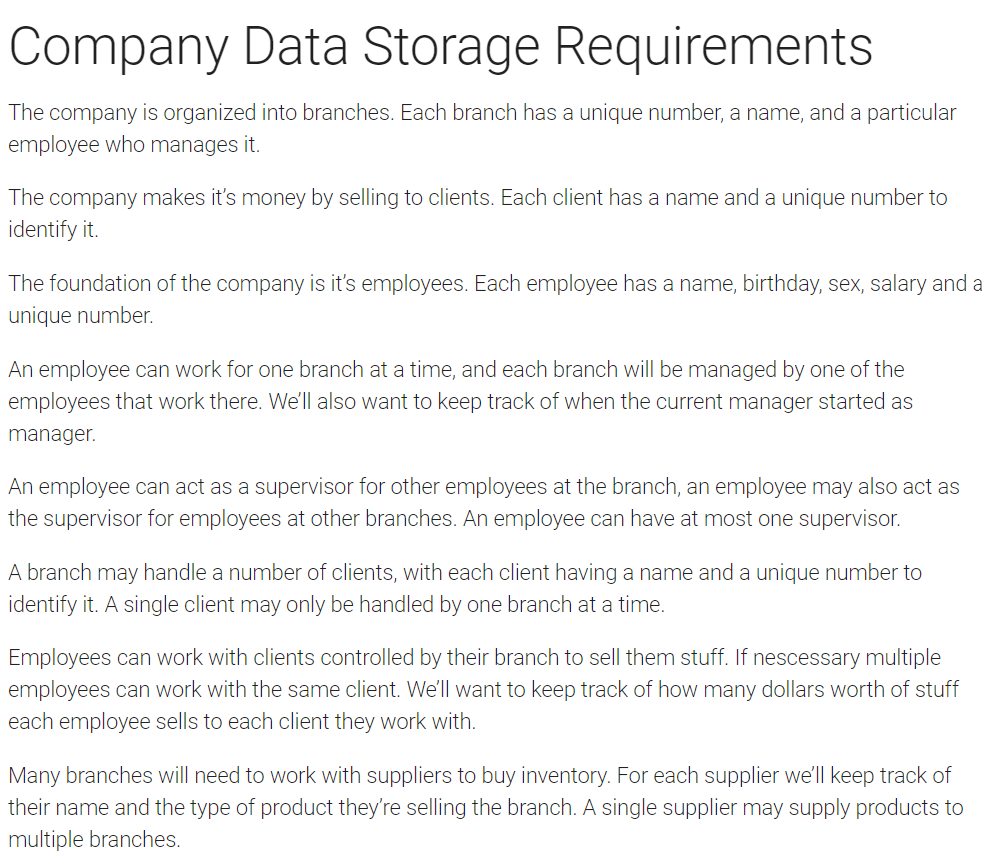 Company Data Storage Requirements
The company is organized into branches. Each branch has a unique number, a name, and a particular
employee who manages it.
The company makes it's money by selling to clients. Each client has a name and a unique number to
identify it.
The foundation of the company is it's employees. Each employee has a name, birthday, sex, salary and a
unique number.
An employee can work for one branch at a time, and each branch will be managed by one of the
employees that work there. We'll also want to keep track of when the current manager started as
manager.
An employee can act as a supervisor for other employees at the branch, an employee may also act as
the supervisor for employees at other branches. An employee can have at most one supervisor.
A branch may handle a number of clients, with each client having a name and a unique number to
identify it. A single client may only be handled by one branch at a time.
Employees can work with clients controlled by their branch to sell them stuff. If nescessary multiple
employees can work with the same client. We'll want to keep track of how many dollars worth of stuff
each employee sells to each client they work with.
Many branches will need to work with suppliers to buy inventory. For each supplier we'll keep track of
their name and the type of product they're selling the branch. A single supplier may supply products to
multiple branches.